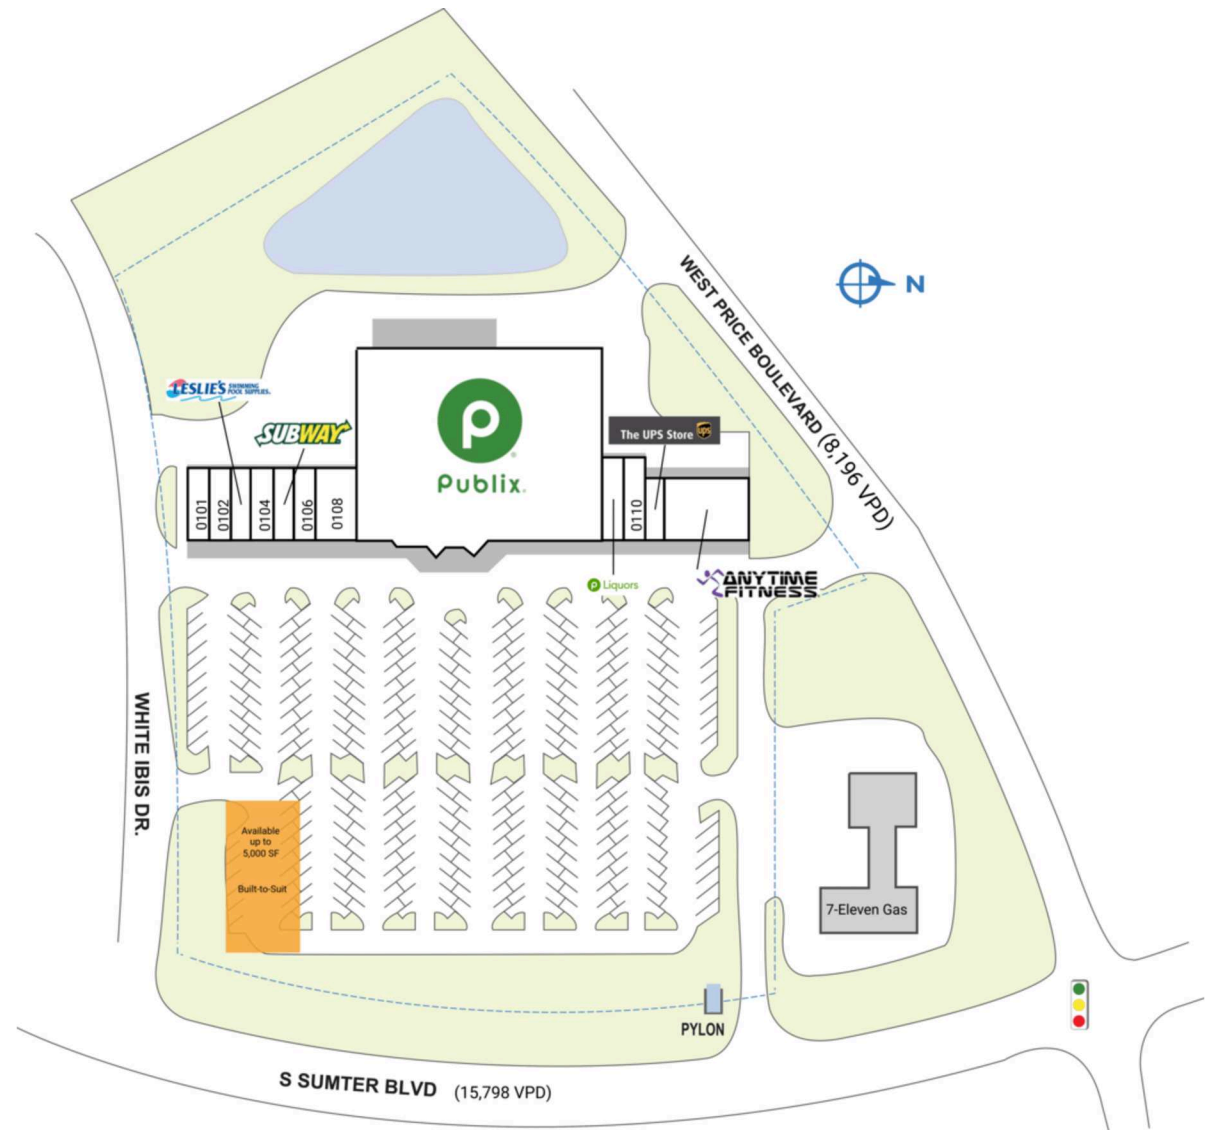 N
WEST PRICE BOULEVARD (8,196 VPD)
LESLIE'S SWIMMING
POOL SUPPLIES.
SUBWAY
Publix.
The UPS Store ups
0101
0102
0104
0106
0108
0110
p Liquors
ANYTIME
FITNESS
WHITE IBIS DR.
Available
up to
5,000 SF
Built-to-Suit
7-Eleven Gas
PYLON
S SUMTER BLVD (15,798 VPD)